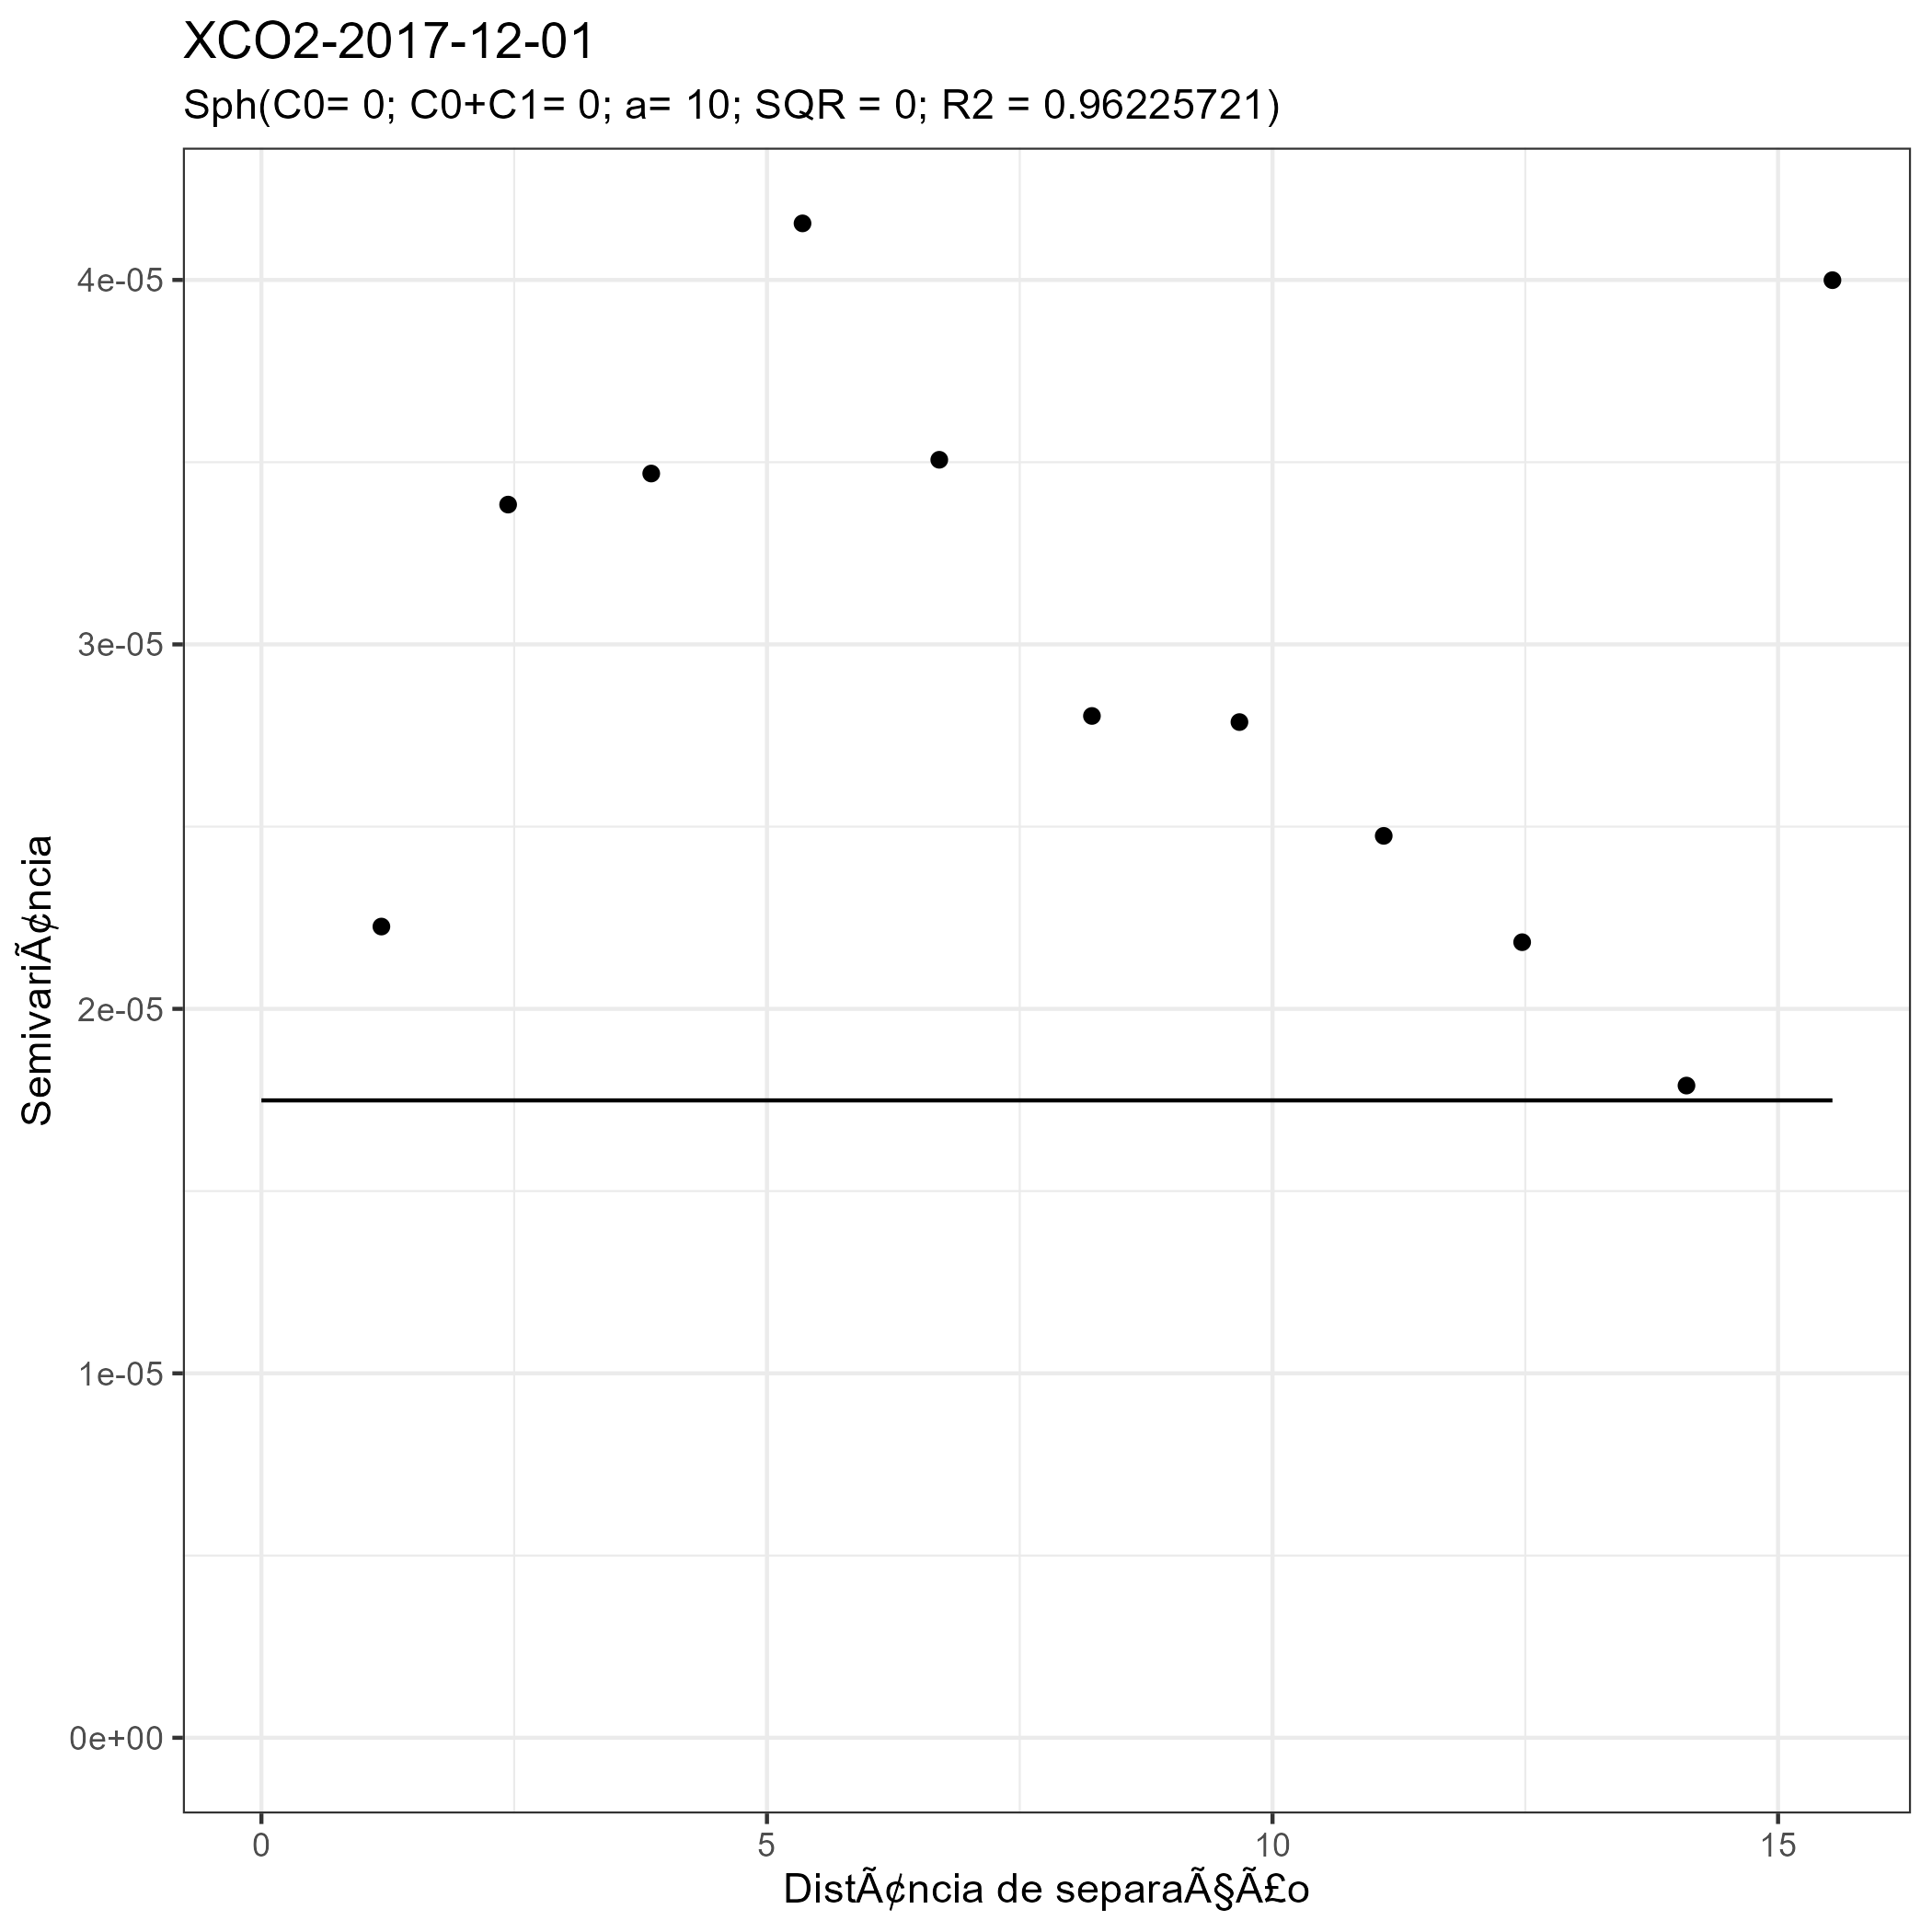 XCO2-2017-12-01
Sph(C0= 0; C0+C1= 0; a= 10; SQR = 0; R2 = 0.96225721)
SemivariÃ¢ncia
4e-05
3e-05
2e-05
1e-05
0e+00
0 5 10 15
DistÃ¢ncia de separaÃ§Ã£o